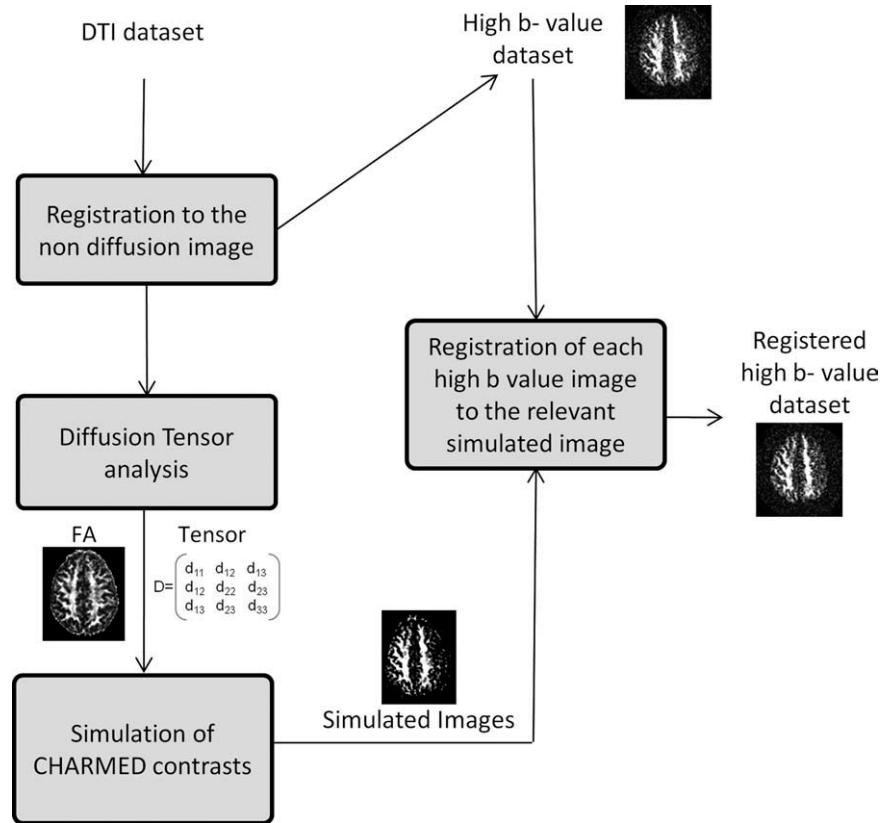 DTI dataset
High b- value
dataset
Registration to the
non diffusion image
Registration of each
high b value image
to the relevant
simulated image
Registered
high b- value
dataset
Diffusion Tensor
analysis
FA
Tensor
D=
d11 d12 d13
d12 d22 d23
d13 d23 d33
Simulated Images
Simulation of
CHARMED contrasts